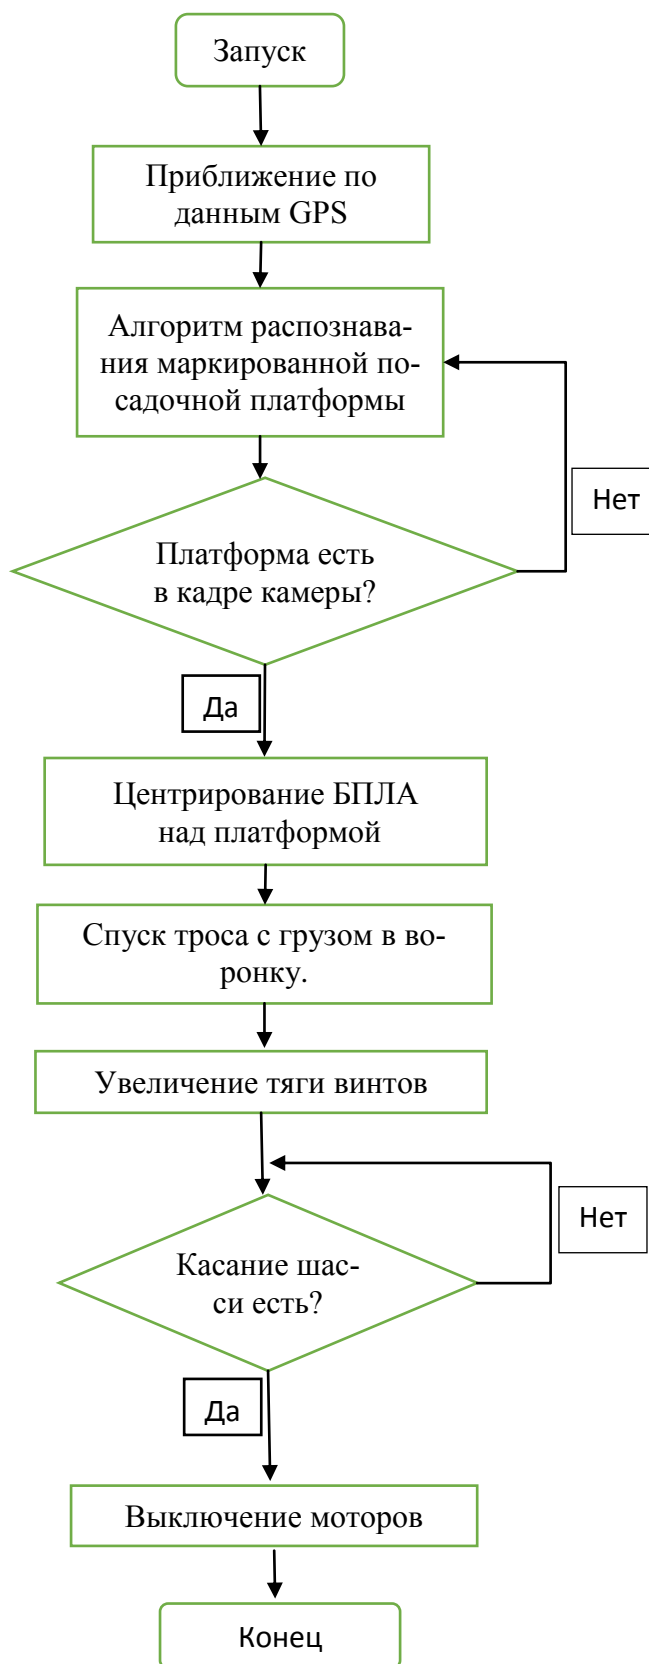 Запуск
Приближение по
данным GPS
Алгоритм распознава-
ния маркированной по-
садочной платформы
Нет
Платформа есть
в кадре камеры?
Да
Центрирование БПЛА
над платформой
Спуск троса с грузом в во-
ронку.
Увеличение тяги винтов
Нет
Касание шас-
си есть?
Да
Выключение моторов
Конец